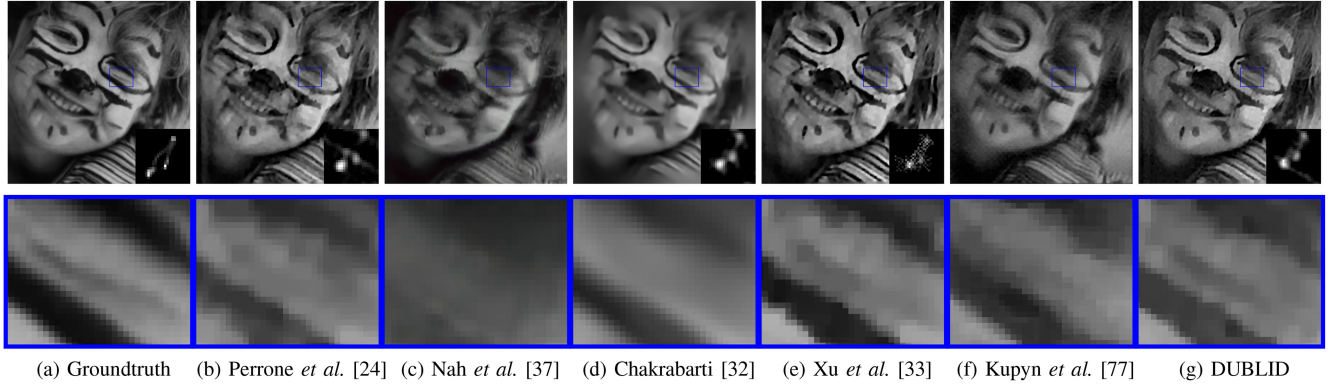 (a) Groundtruth (b) Perrone et al. [24] (c) Nah et al. [37] (d) Chakrabarti [32] (e) Xu et al. [33] (f) Kupyn et al. [77] (g) DUBLID